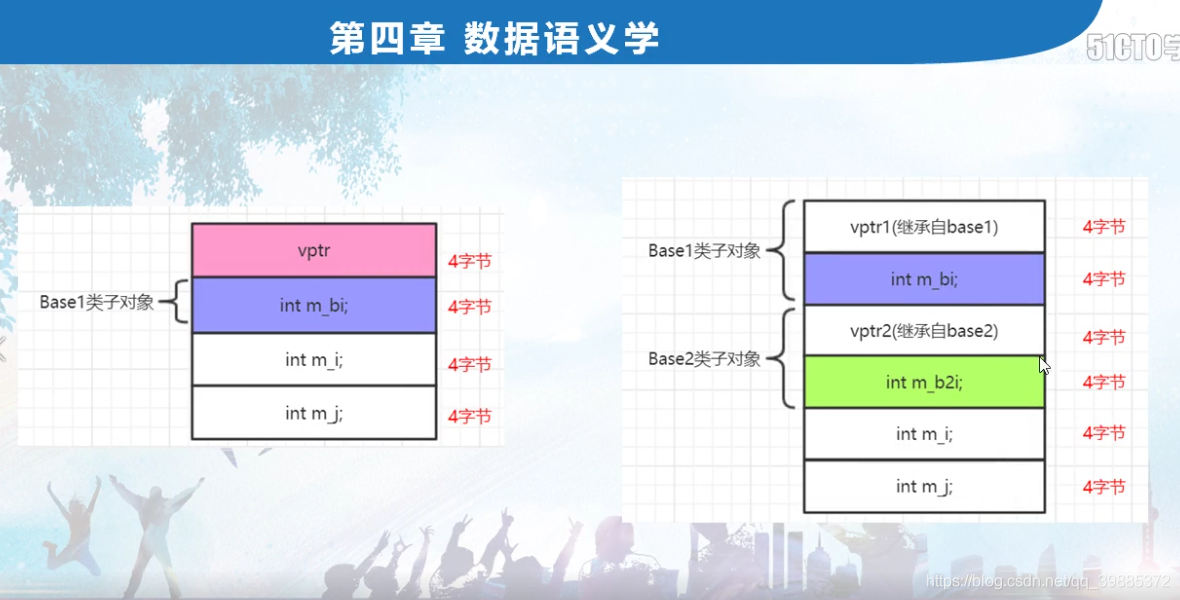 第四章 数据语义学
51CTO学
vptr
4字节
Base1类子对象
int m_bi;
4字节
int m_i;
4字节
int m_j;
4字节
vptr1(继承自base1)
4字节
Base1类子对象
int m_bi;
4字节
vptr2(继承自base2)
4字节
Base2类子对象
int m_b2i;
4字节
int m_i;
4字节
int m_j;
4字节
https://blog.csdn.net/qq_39885372